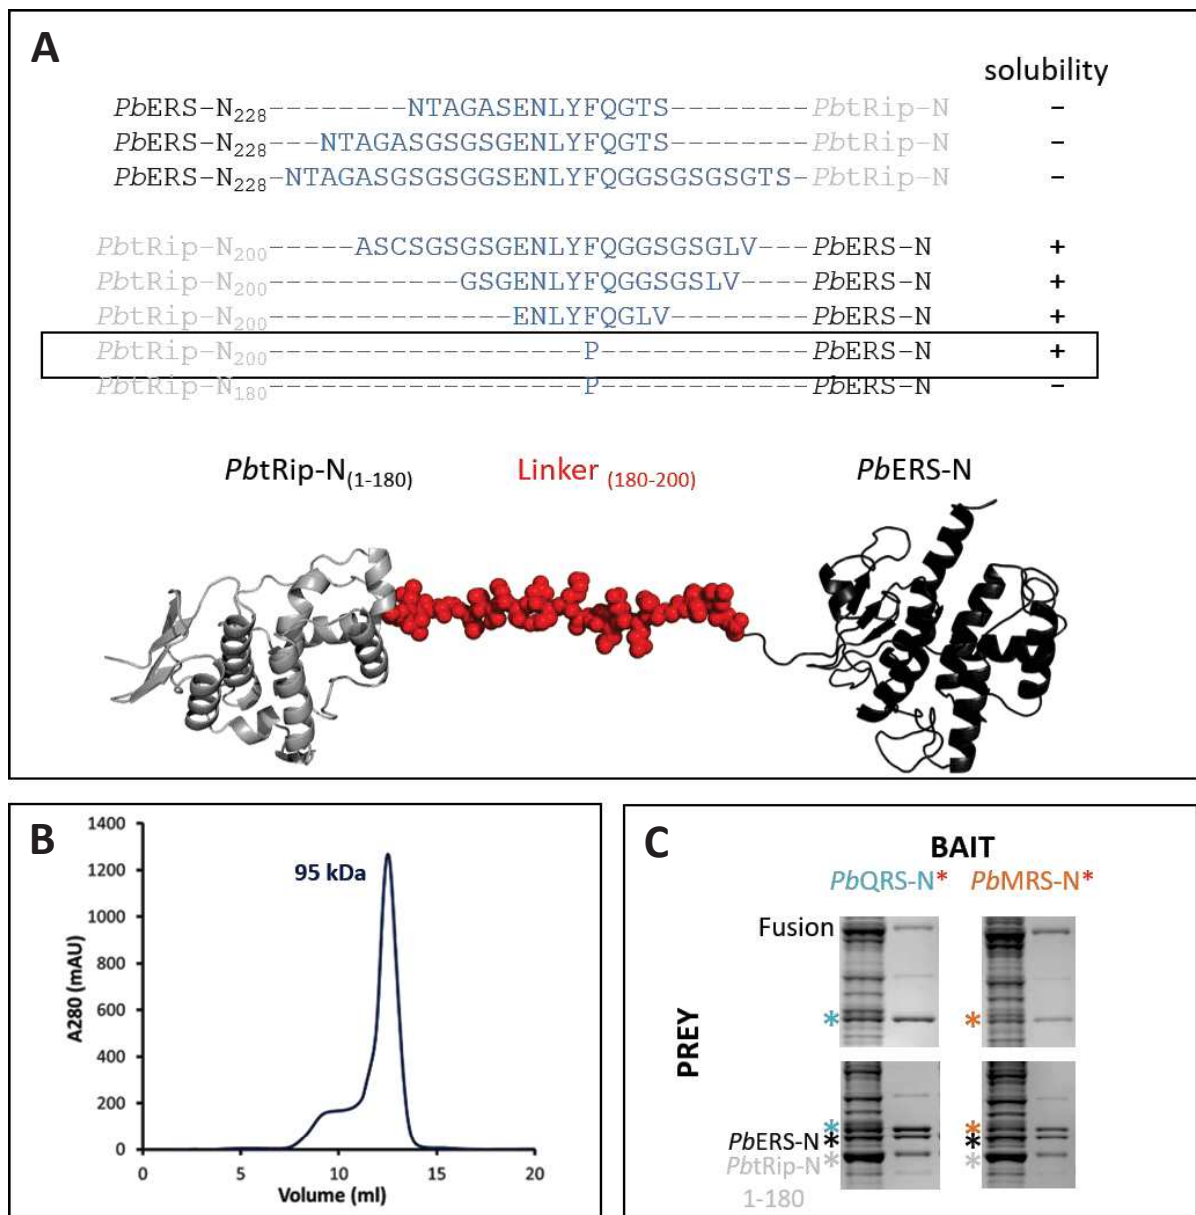 A
solubility
PbERS-N228--------NTAGASENLYFQGTS--------PbtRip-N –
PbERS-N228---NTAGASGSGSGENLYFQGTS--------PbtRip-N –
PbERS-N228-NTAGASGSGSGGSENLYFQGGSGSGSGTS-PbtRip-N –
PbtRip-N200-----ASCSGSGSGENLYFQGGSGSGLV---PbERS-N +
PbtRip-N200-----------GSGENLYFQGGSGSLV----PbERS-N +
PbtRip-N200--------------ENLYFQGLV--------PbERS-N +
PbtRip-N200------------------P------------PbERS-N +
PbtRip-N180------------------P------------PbERS-N –
PbtRip-N(1-180) Linker (180-200) PbERS-N
B
1400
1200
1000
800
600
400
200
0
A280 (mAU)
95 kDa
0 5 10 15 20
Volume (ml)
C
BAIT
PbQRS-N* PbMRS-N*
PREY
Fusion
* *
* *
PbERS-N* *
PbtRip-N* *
1-180